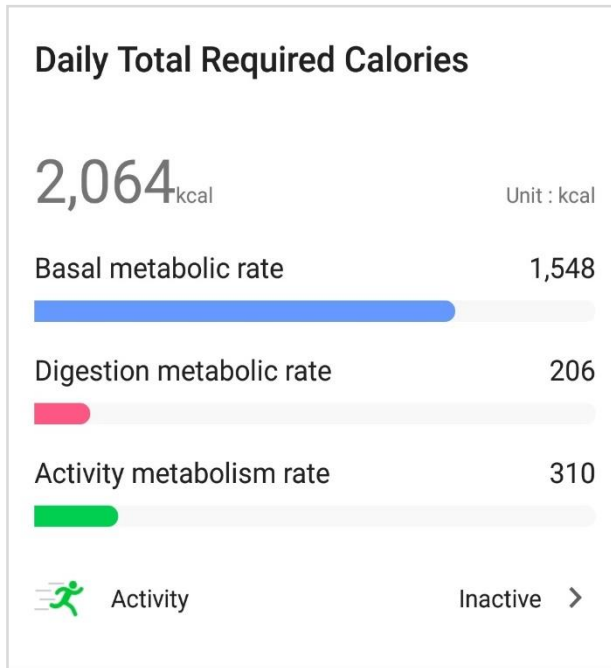 Daily Total Required Calories
2,064kcal Unit : kcal
Basal metabolic rate 1,548
Digestion metabolic rate 206
Activity metabolism rate 310
Activity Inactive